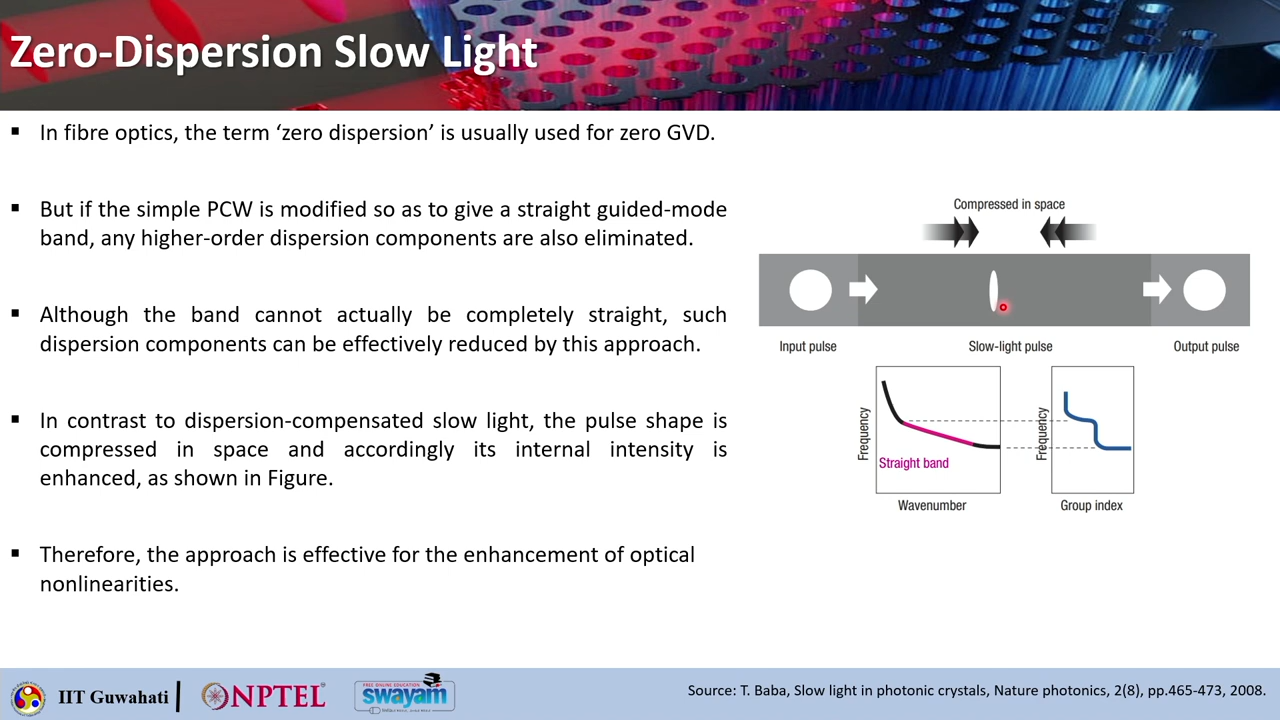 Zero-Dispersion Slow Light
▪ In fibre optics, the term ‘zero dispersion’ is usually used for zero GVD.
▪ But if the simple PCW is modified so as to give a straight guided-mode
band, any higher-order dispersion components are also eliminated.
▪ Although the band cannot actually be completely straight, such
dispersion components can be effectively reduced by this approach.
▪ In contrast to dispersion-compensated slow light, the pulse shape is
compressed in space and accordingly its internal intensity is
enhanced, as shown in Figure.
▪ Therefore, the approach is effective for the enhancement of optical
nonlinearities.
Compressed in space
Input pulse
Slow-light pulse
Output pulse
Frequency
Straight band
Wavenumber
Frequency
Group index
IIT Guwahati
NPTEL
FREE ONLINE EDUCATION
swayam
Source: T. Baba, Slow light in photonic crystals, Nature photonics, 2(8), pp.465-473, 2008.